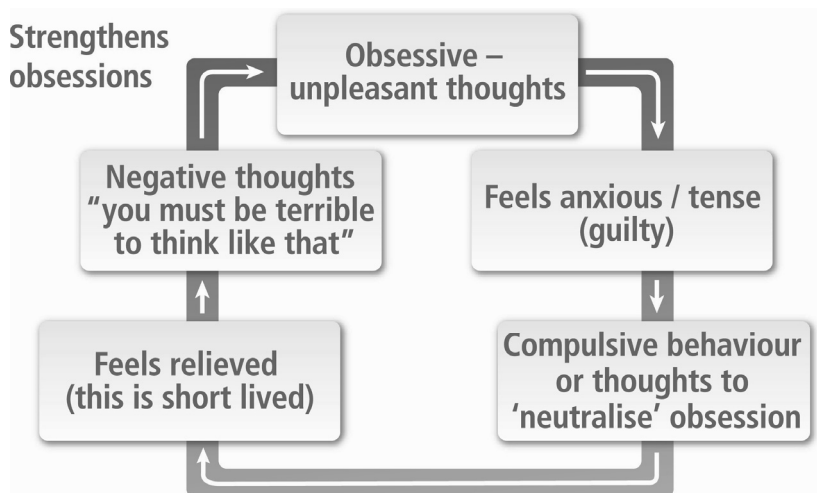 Strengthens
obsessions
Obsessive –
unpleasant thoughts
Feels anxious / tense
(guilty)
Compulsive behaviour
or thoughts to
‘neutralise’ obsession
Feels relieved
(this is short lived)
Negative thoughts
“you must be terrible
to think like that”